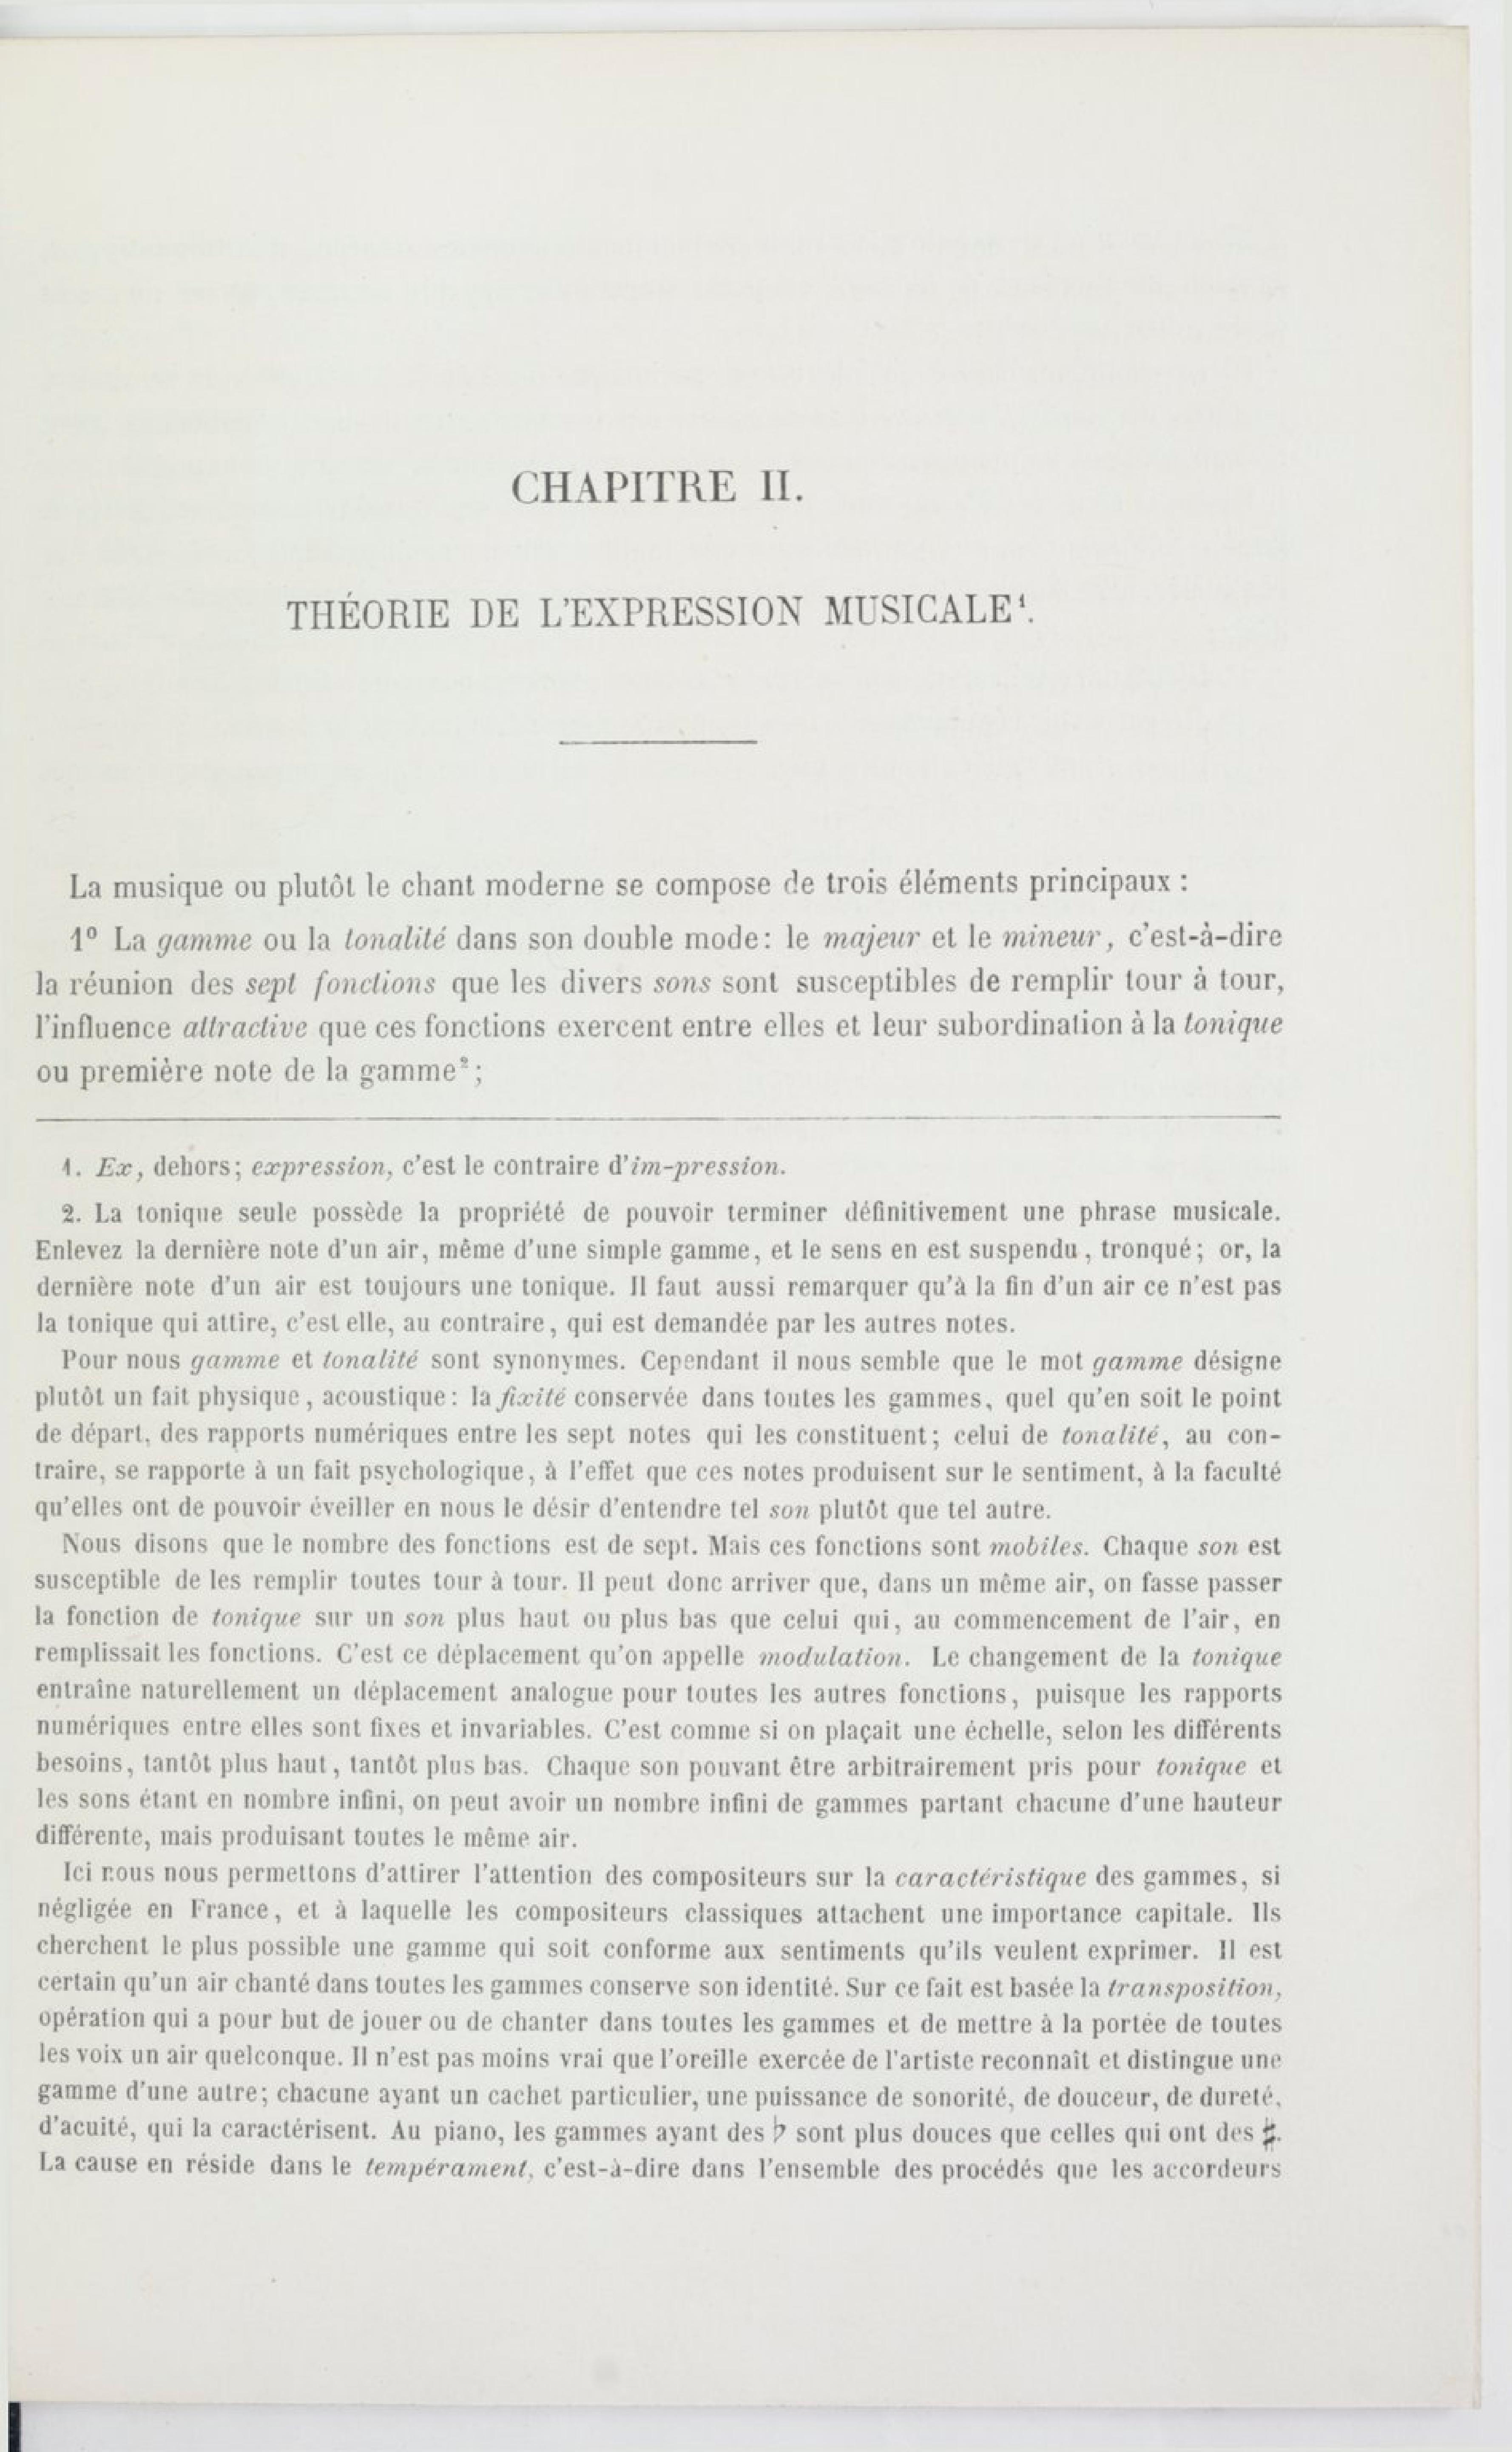 CHAPITRE II.
THÉORIE DE L'EXPRESSION MUSICALE¹.
La musique ou plutôt le chant moderne se compose de trois éléments principaux :
1º La gamme ou la tonalité dans son double mode: le majeur et le mineur, c'est-à-dire
la réunion des sept fonctions que les divers sons sont susceptibles de remplir tour à tour,
l'influence attractive que ces fonctions exercent entre elles et leur subordination à la tonique
ou première note de la gamme²;
1. Ex, dehors; expression, c'est le contraire d'im-pression.
2. La tonique seule possède la propriété de pouvoir terminer définitivement une phrase musicale.
Enlevez la dernière note d'un air, même d'une simple gamme, et le sens en est suspendu, tronqué; or, la
dernière note d'un air est toujours une tonique. Il faut aussi remarquer qu'à la fin d'un air ce n'est pas
la tonique qui attire, c'est elle, au contraire, qui est demandée par les autres notes.
Pour nous gamme et tonalité sont synonymes. Cependant il nous semble que le mot gamme désigne
plutôt un fait physique, acoustique: la fixité conservée dans toutes les gammes, quel qu'en soit le point
de départ, des rapports numériques entre les sept notes qui les constituent; celui de tonalité, au con-
traire, se rapporte à un fait psychologique, à l'effet que ces notes produisent sur le sentiment, à la faculté
qu'elles ont de pouvoir éveiller en nous le désir d'entendre tel son plutôt que tel autre.
Nous disons que le nombre des fonctions est de sept. Mais ces fonctions sont mobiles. Chaque son est
susceptible de les remplir toutes tour à tour. Il peut donc arriver que, dans un même air, on fasse passer
la fonction de tonique sur un son plus haut ou plus bas que celui qui, au commencement de l'air, en
remplissait les fonctions. C'est ce déplacement qu'on appelle modulation. Le changement de la tonique
entraîne naturellement un déplacement analogue pour toutes les autres fonctions, puisque les rapports
numériques entre elles sont fixes et invariables. C'est comme si on plaçait une échelle, selon les différents
besoins, tantôt plus haut, tantôt plus bas. Chaque son pouvant être arbitrairement pris pour tonique et
les sons étant en nombre infini, on peut avoir un nombre infini de gammes partant chacune d'une hauteur
différente, mais produisant toutes le même air.
Ici nous nous permettons d'attirer l'attention des compositeurs sur la caractéristique des gammes, si
négligée en France, et à laquelle les compositeurs classiques attachent une importance capitale. Ils
cherchent le plus possible une gamme qui soit conforme aux sentiments qu'ils veulent exprimer. Il est
certain qu'un air chanté dans toutes les gammes conserve son identité. Sur ce fait est basée la transposition,
opération qui a pour but de jouer ou de chanter dans toutes les gammes et de mettre à la portée de toutes
les voix un air quelconque. Il n'est pas moins vrai que l'oreille exercée de l'artiste reconnaît et distingue une
gamme d'une autre; chacune ayant un cachet particulier, une puissance de sonorité, de douceur, de dureté,
d'acuité, qui la caractérisent. Au piano, les gammes ayant des ♭ sont plus douces que celles qui ont des ♯.
La cause en réside dans le tempérament, c'est-à-dire dans l'ensemble des procédés que les accordeurs